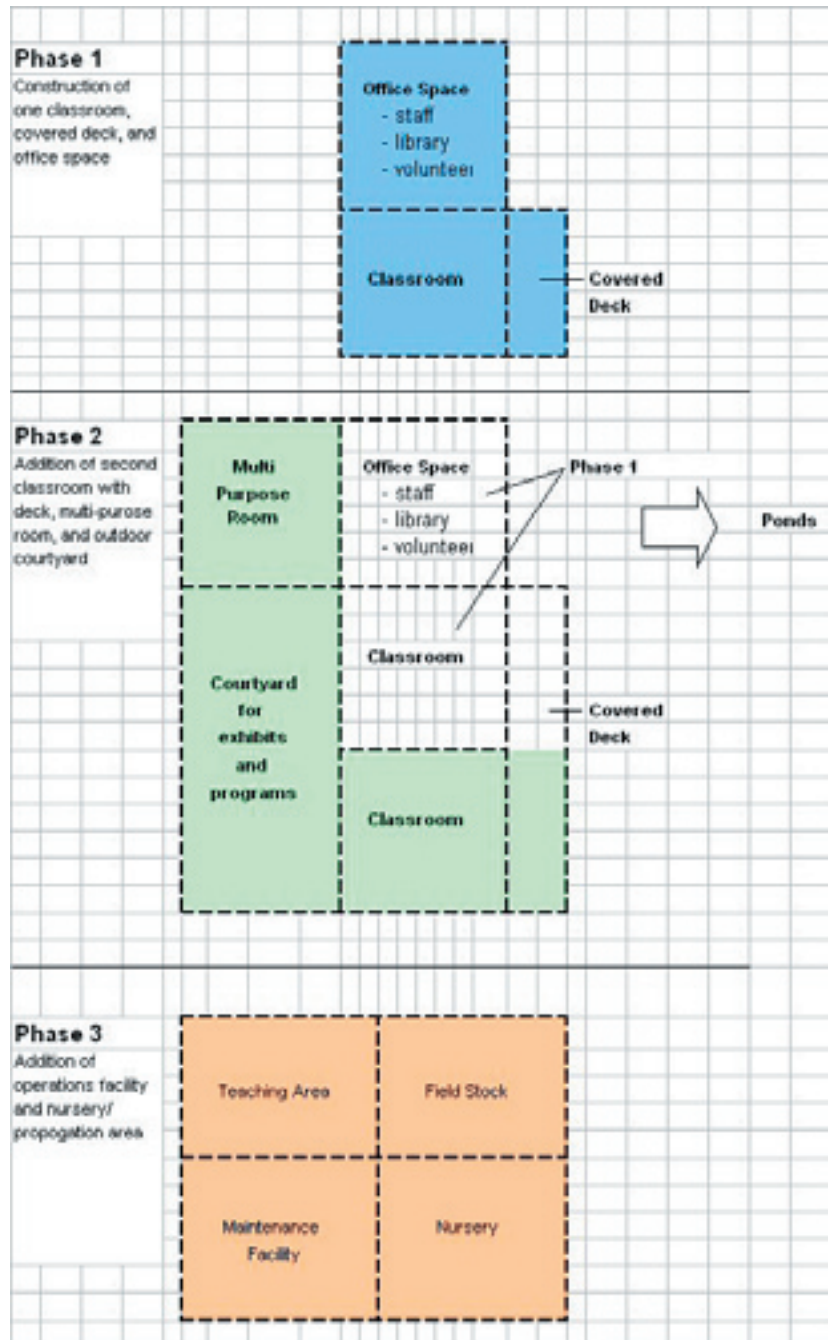 Phase 1
Construction of
one classroom,
covered deck, and
office space
Office Space
- staff
- library
- volunteer
Classroom
Covered
Deck
Phase 2
Addition of second
classroom with
deck, multi-purose
room, and outdoor
courtyard
Multi
Purpose
Room
Office Space
- staff
- library
- volunteer
Phase 1
Ponds
Classroom
Courtyard
for
exhibits
and
programs
Covered
Deck
Classroom
Phase 3
Addition of
operations facility
and nursery/
propogation area
Teaching Area
Field Stock
Maintenance
Facility
Nursery